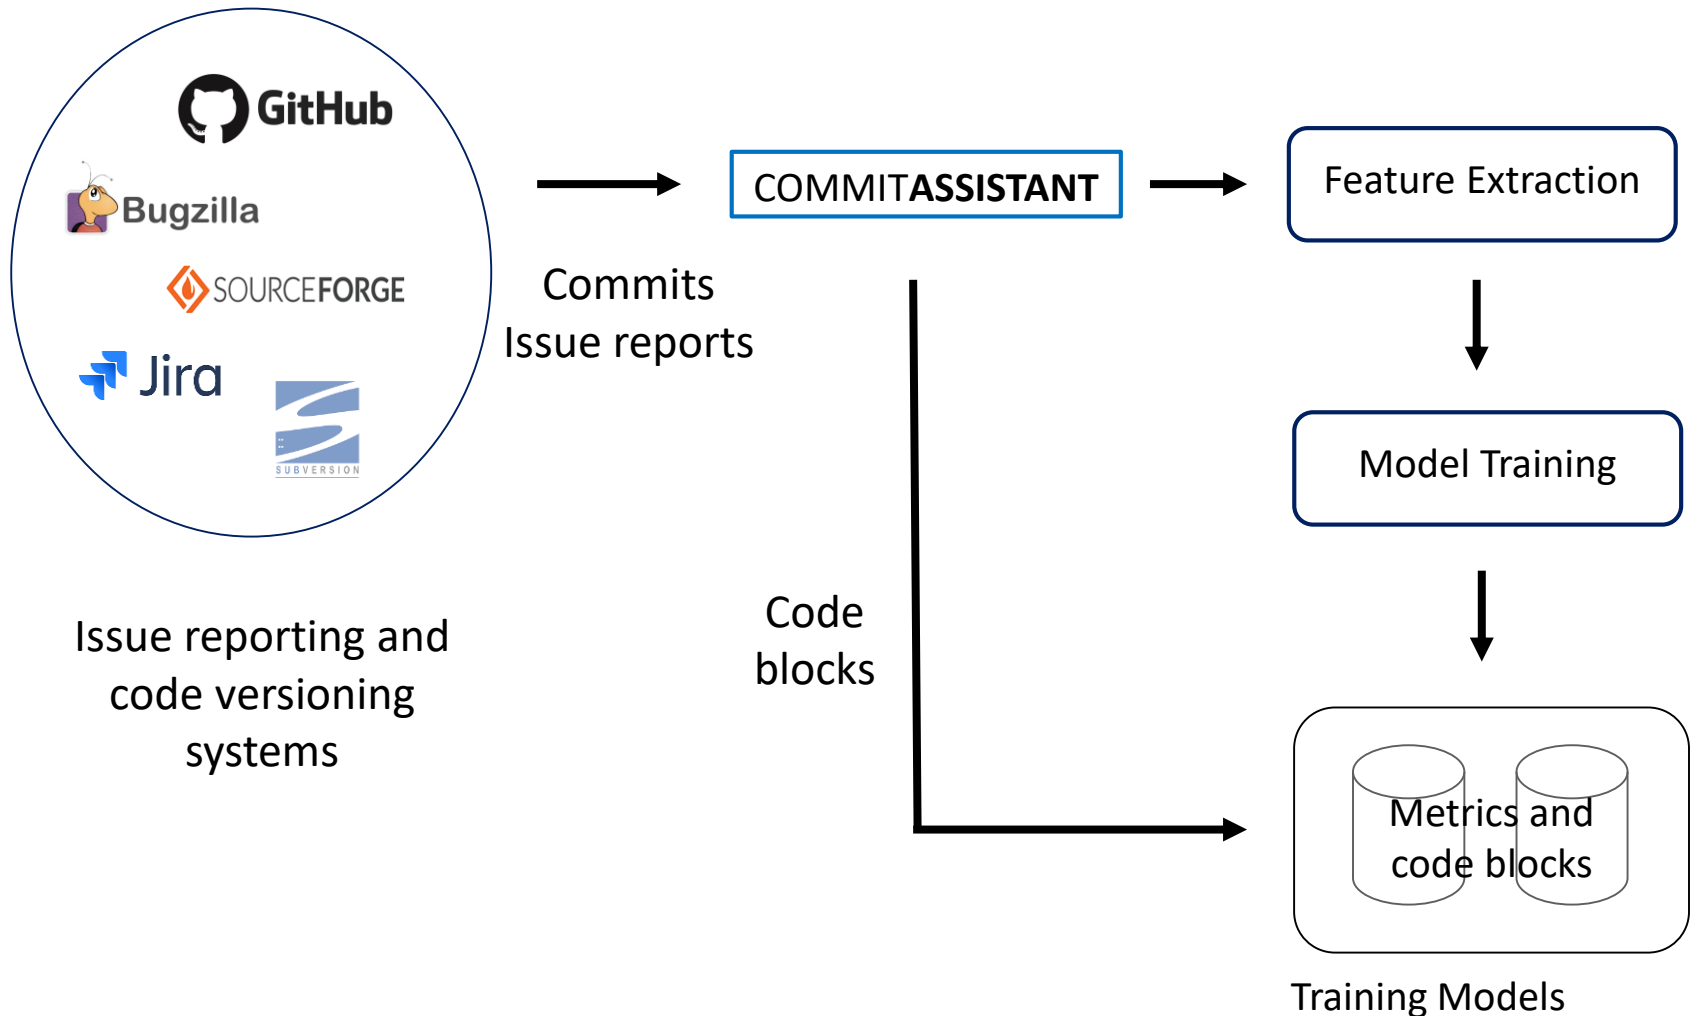 GitHub
Bugzilla
SOURCEFORGE
Jira
SUBVERSION
Issue reporting and
code versioning
systems
Commits
Issue reports
COMMITASSISTANT
Code
blocks
Feature Extraction
Model Training
Metrics and
code blocks
Training Models